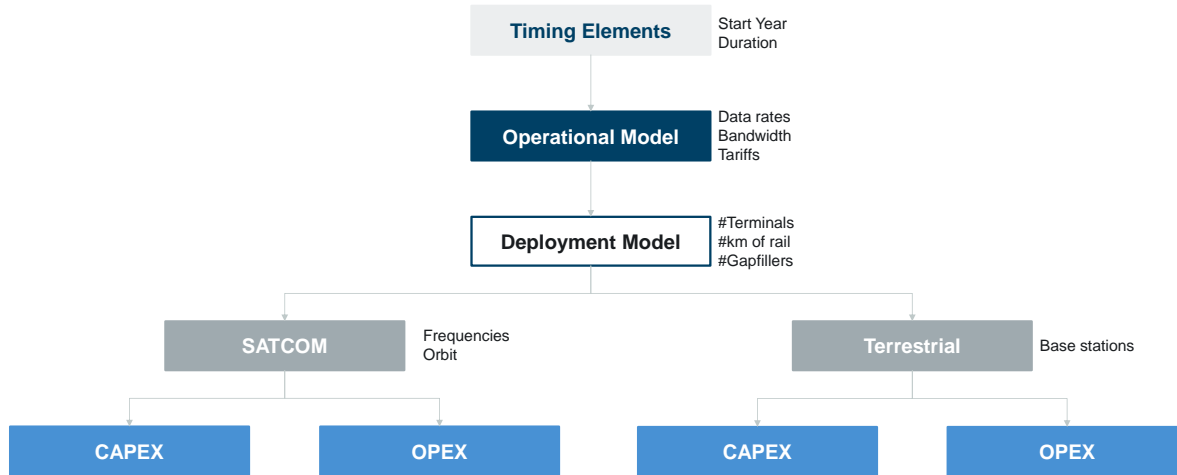 Timing Elements
Start Year
Duration
Operational Model
Data rates
Bandwidth
Tariffs
Deployment Model
#Terminals
#km of rail
#Gapfillers
SATCOM
Frequencies
Orbit
Terrestrial
Base stations
CAPEX
OPEX
CAPEX
OPEX